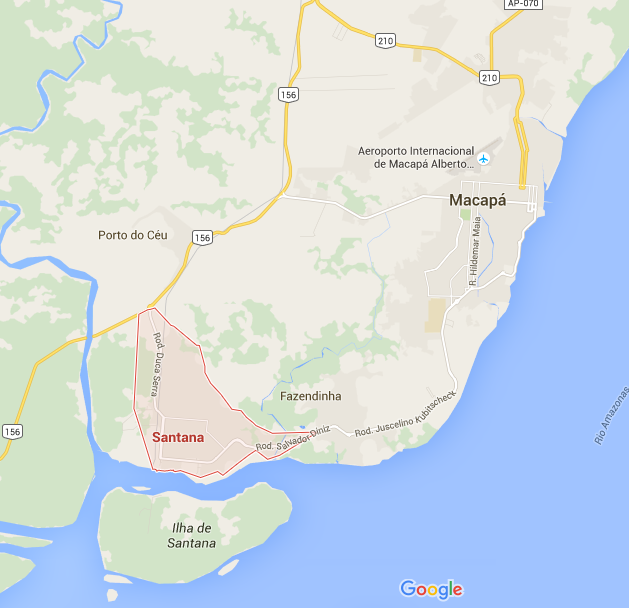 AP-070
210
210
156
Aeroporto Internacional
de Macapá Alberto...
Macapá
R. Hildemar Maia
Porto do Céu
156
Rod. Duca Serra
Fazendinha
Rod. Juscelino Kubitscheck
Rod. Salvador Diniz
Santana
156
Rio Amazonas
Ilha de
Santana
Google